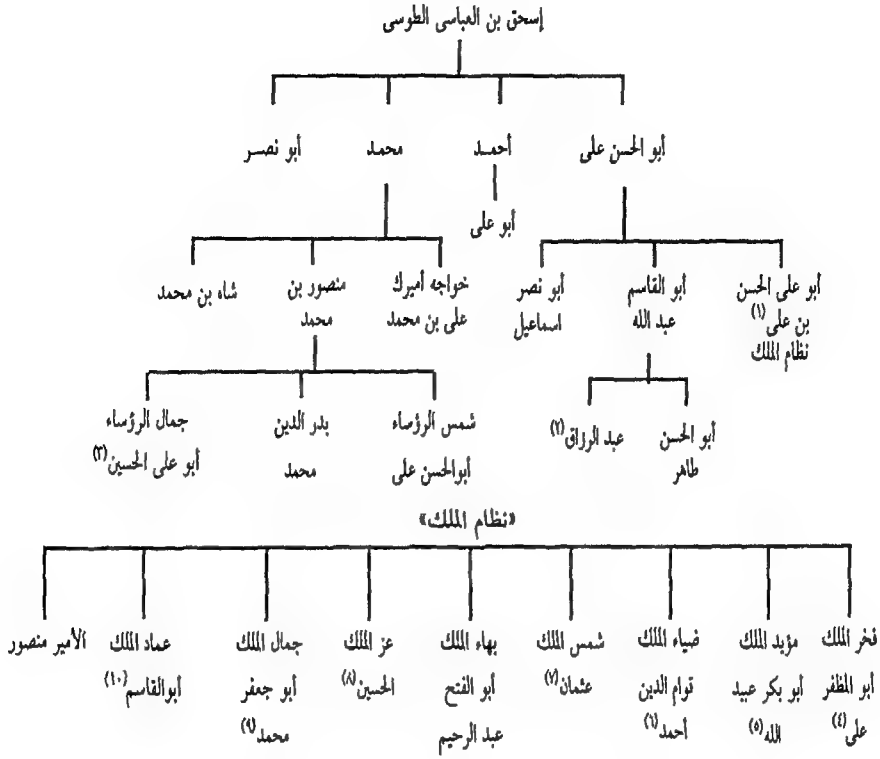 إسحق بن العباسى الطوسى
أبو الحسن على
أحمـد
محمـد
أبو نصـر
أبو على
أبو على الحسن
بن على (١)
نظام الملك
أبو القاسم
عبد الله
أبو نصر
اسماعيل
خواجه أميرك
على بن محمد
منصور بن
محمد
شاه بن محمد
أبو الحسن
طاهر
عبد الرزاق (٢)
شمس الرؤساء
أبوالحسن على
بدر الدين
محمد
جمال الرؤساء
أبو على الحسين (٣)
«نظام الملك»
فخر الملك
أبو المظفر
على (٤)
مؤيد الملك
أبو بكر عبيد
الله (٥)
ضياء الملك
قوام الدين
أحمد (٦)
شمس الملك
عثمان (٧)
بهاء الملك
أبو الفتح
عبد الرحيم
عز الملك
الحسين (٨)
جمال الملك
أبو جعفر
محمد (٩)
عماد الملك
أبوالقاسم (١٠)
الأمير منصور